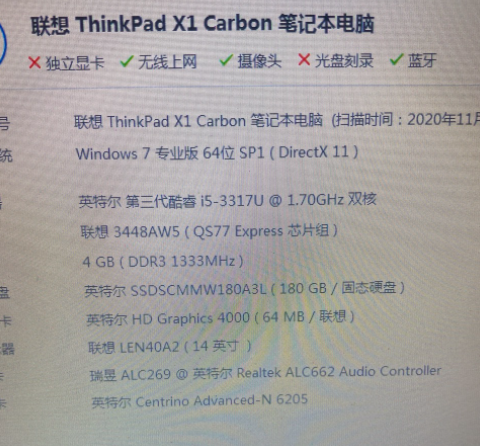 联想 ThinkPad X1 Carbon 笔记本电脑
独立显卡 无线上网 摄像头 光盘刻录 蓝牙
号 联想 ThinkPad X1 Carbon 笔记本电脑 (扫描时间：2020年11月
统 Windows 7 专业版 64位 SP1 ( DirectX 11 )
器 英特尔 第三代酷睿 i5-3317U @ 1.70GHz 双核
联想 3448AW5 ( QS77 Express 芯片组 )
4 GB ( DDR3 1333MHz )
盘 英特尔 SSDSCMMW180A3L ( 180 GB / 固态硬盘 )
卡 英特尔 HD Graphics 4000 ( 64 MB / 联想 )
器 联想 LEN40A2 ( 14 英寸 )
卡 瑞昱 ALC269 @ 英特尔 Realtek ALC662 Audio Controller
卡 英特尔 Centrino Advanced-N 6205